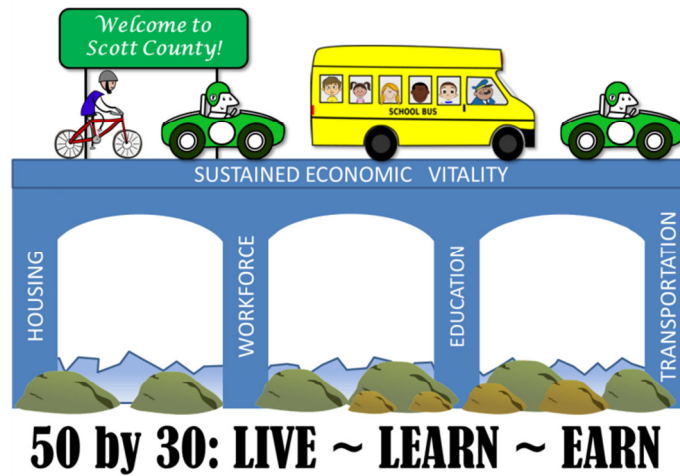 Welcome to
Scott County!
SCHOOL BUS
SUSTAINED ECONOMIC VITALITY
HOUSING
WORKFORCE
EDUCATION
TRANSPORTATION
50 by 30: LIVE ~ LEARN ~ EARN